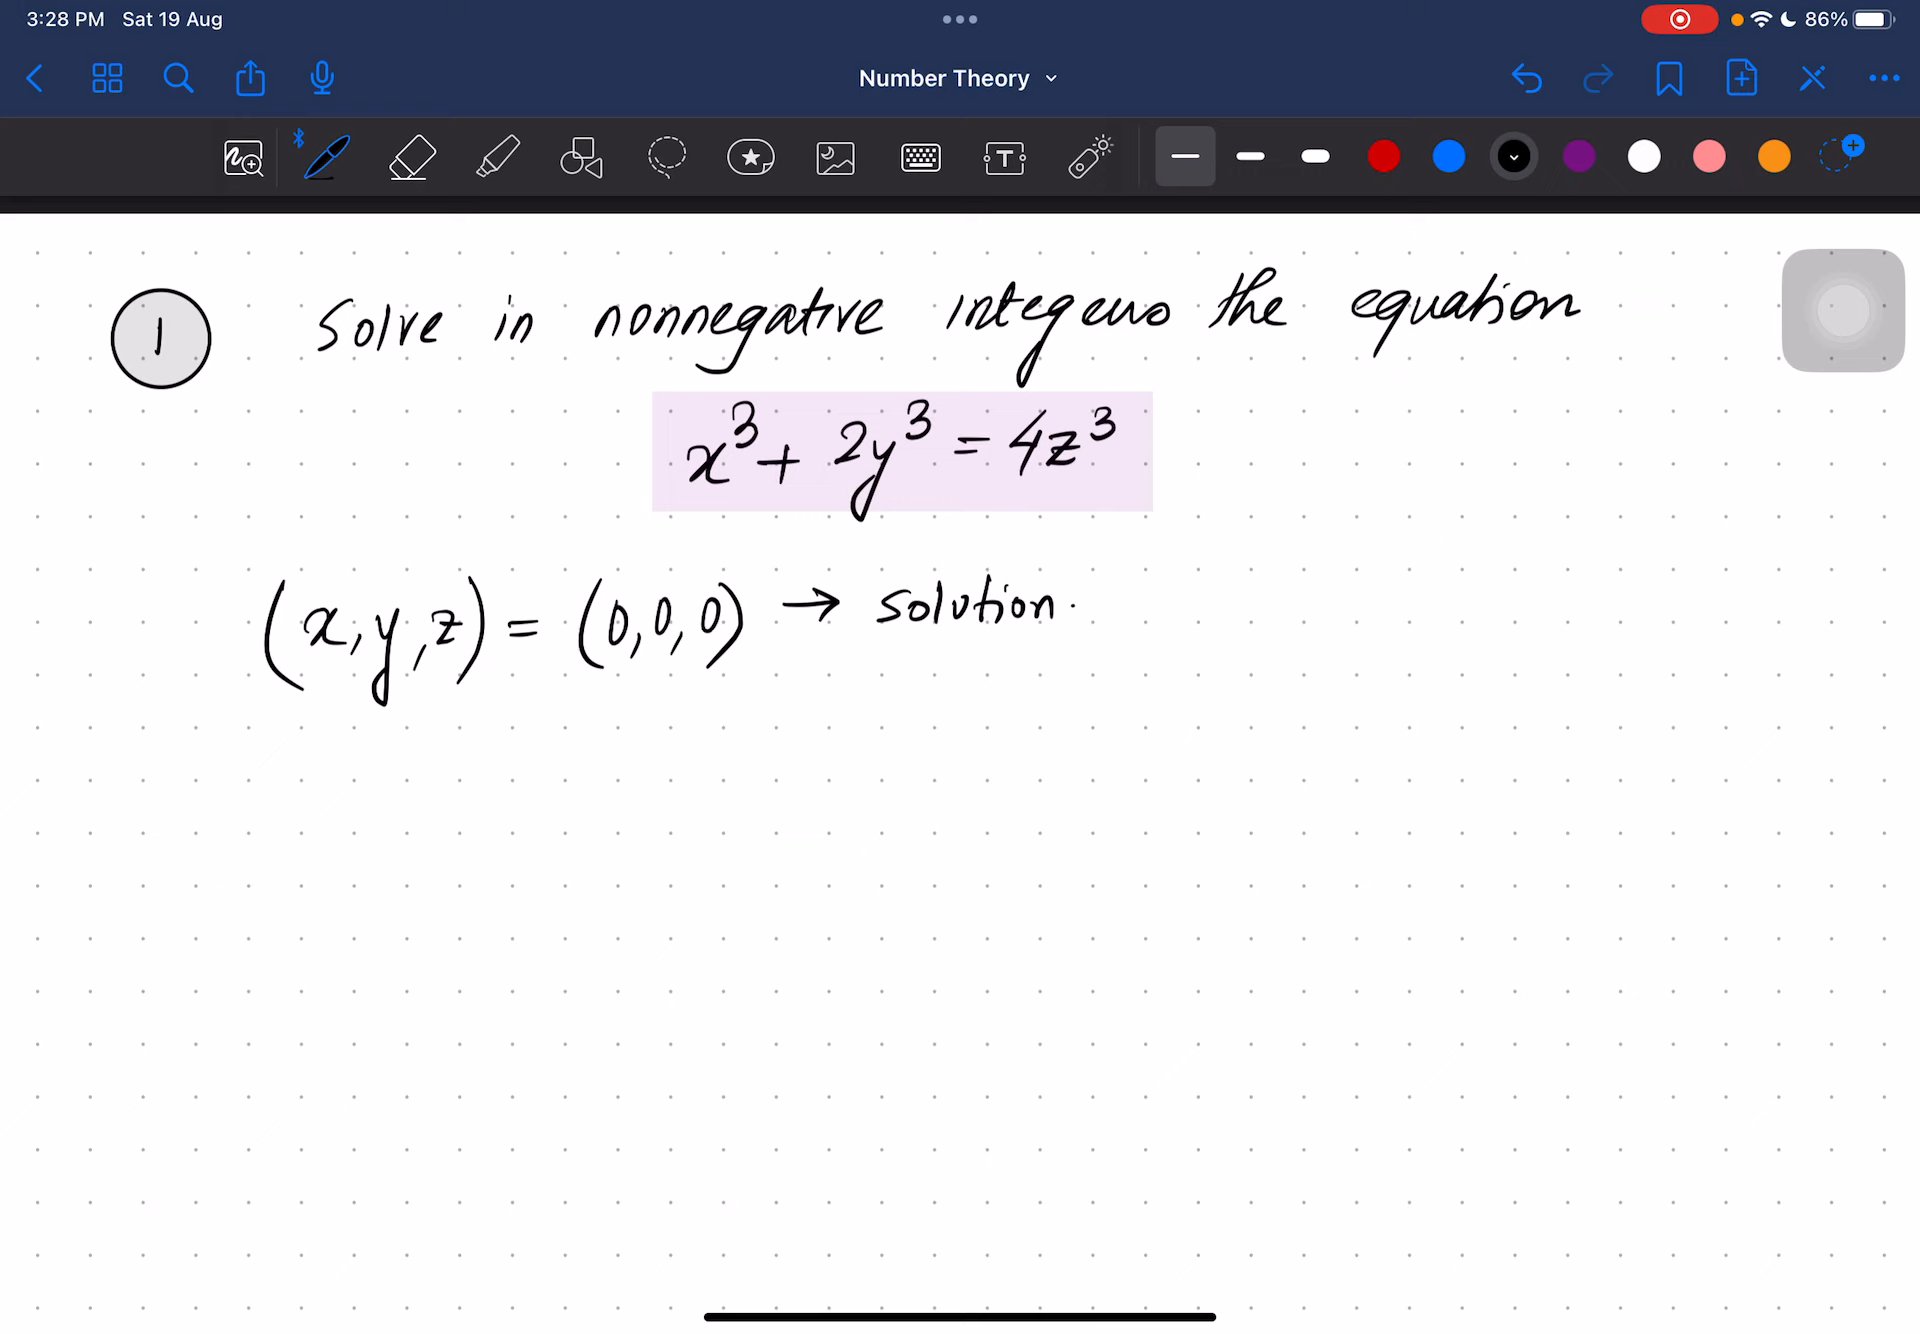 3:28 PM Sat 19 Aug
86%
Number Theory
T
1 Solve in nonnegative integers the equation
x³ + 2y³ = 4z³
(x, y, z) = (0, 0, 0) → solution.